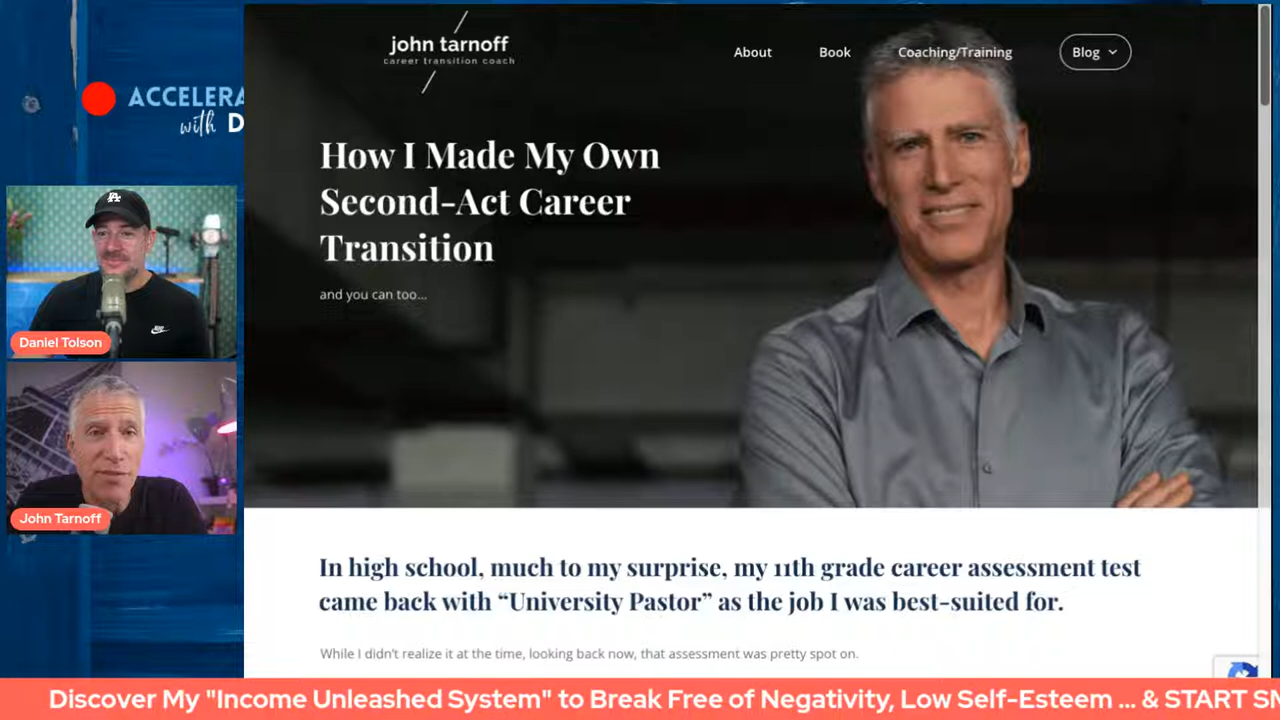 john tarnoff
career transition coach
About
Book
Coaching/Training
Blog
ACCELERA
with D
How I Made My Own
Second-Act Career
Transition
and you can too...
LA
Daniel Tolson
John Tarnoff
In high school, much to my surprise, my 11th grade career assessment test
came back with “University Pastor” as the job I was best-suited for.
While I didn’t realize it at the time, looking back now, that assessment was pretty spot on.
Discover My "Income Unleashed System" to Break Free of Negativity, Low Self-Esteem ... & START SM